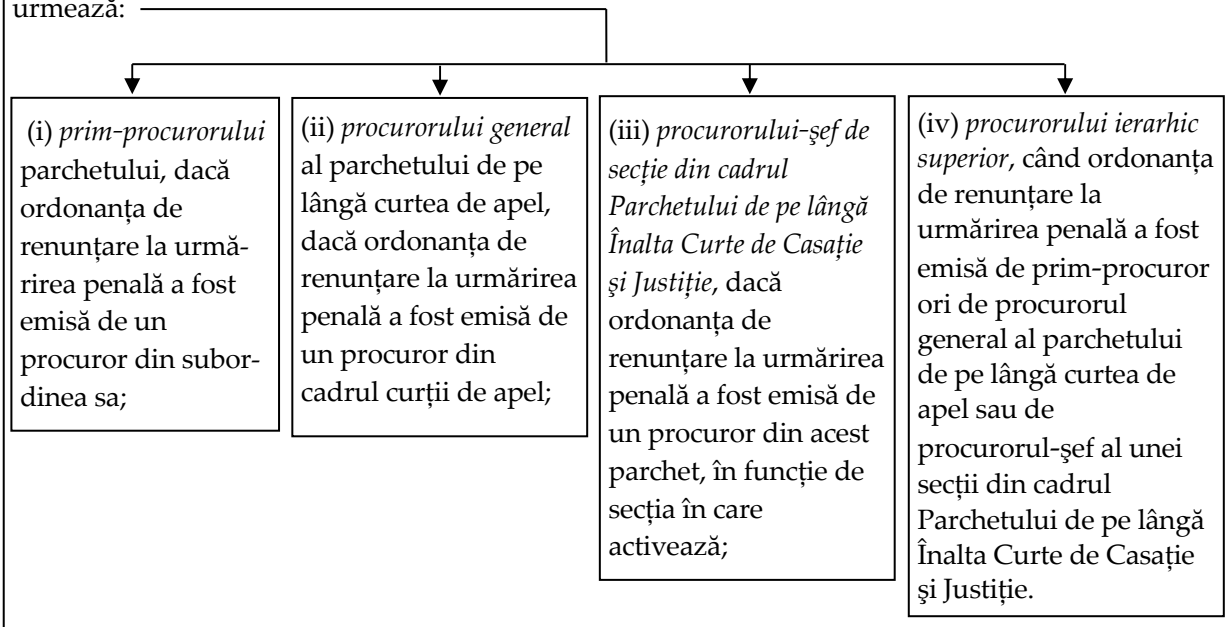 urmează:
(i) prim-procurorului
parchetului, dacă
ordonanța de
renunțare la urmă-
rirea penală a fost
emisă de un
procuror din subor-
dinea sa;
(ii) procurorului general
al parchetului de pe
lângă curtea de apel,
dacă ordonanța de
renunțare la urmărirea
penală a fost emisă de
un procuror din
cadrul curții de apel;
(iii) procurorului-şef de
secție din cadrul
Parchetului de pe lângă
Înalta Curte de Casație
şi Justiție, dacă
ordonanța de
renunțare la urmărirea
penală a fost emisă de
un procuror din acest
parchet, în funcție de
secția în care
activează;
(iv) procurorului ierarhic
superior, când ordonanța
de renunțare la
urmărirea penală a fost
emisă de prim-procuror
ori de procurorul
general al parchetului
de pe lângă curtea de
apel sau de
procurorul-şef al unei
secții din cadrul
Parchetului de pe lângă
Înalta Curte de Casație
şi Justiție.